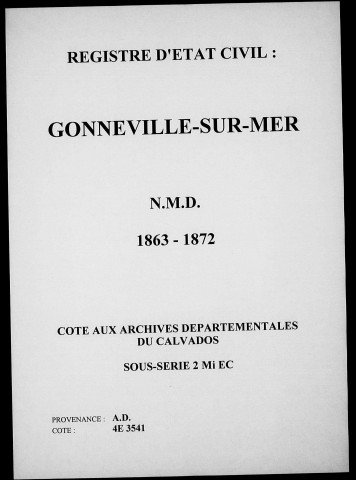 REGISTRE D'ETAT CIVIL :
GONNEVILLE-SUR-MER
N.M.D.
1863 - 1872
COTE AUX ARCHIVES DEPARTEMENTALES
DU CALVADOS
SOUS-SERIE 2 Mi EC
PROVENANCE : A.D.
COTE : 4E 3541